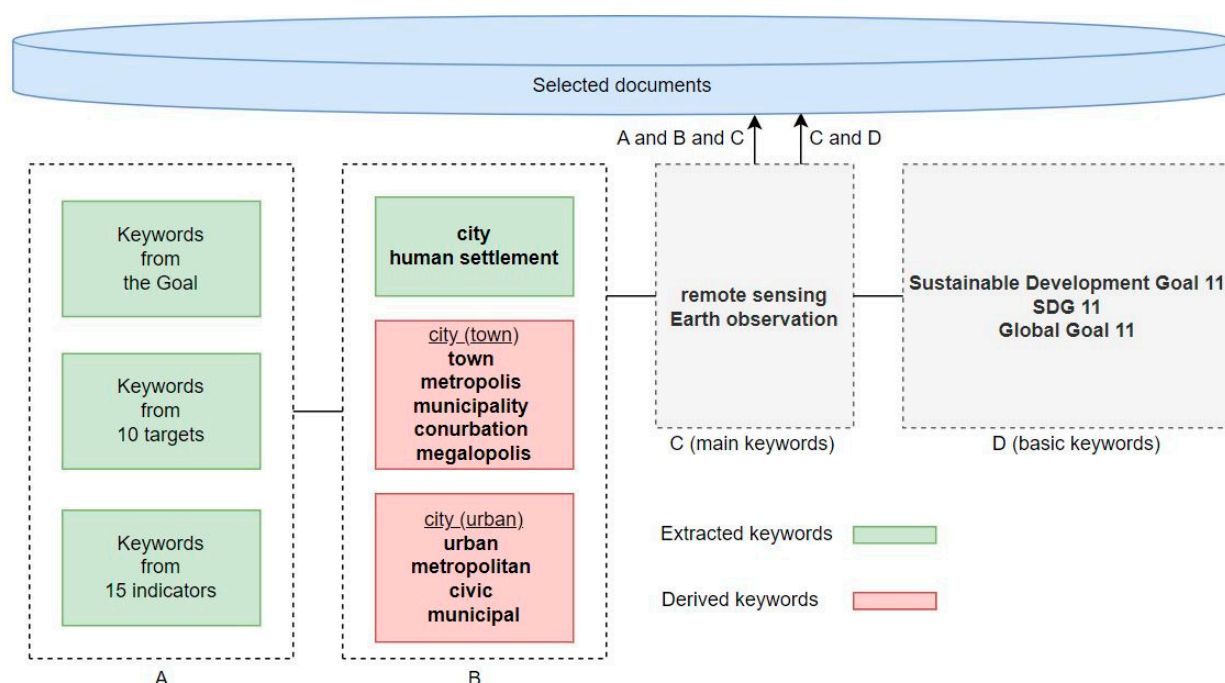 Selected documents
A and B and C
C and D
Keywords
from
the Goal
Keywords
from
10 targets
Keywords
from
15 indicators
A
city
human settlement
city (town)
town
metropolis
municipality
conurbation
megalopolis
city (urban)
urban
metropolitan
civic
municipal
B
remote sensing
Earth observation
C (main keywords)
Sustainable Development Goal 11
SDG 11
Global Goal 11
D (basic keywords)
Extracted keywords
Derived keywords